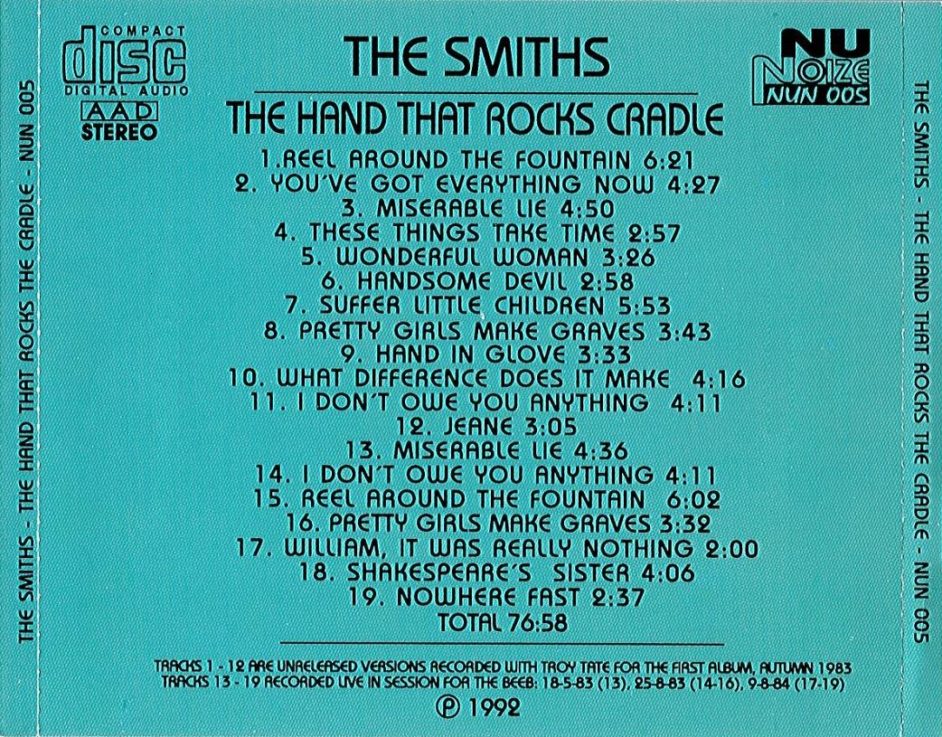 COMPACT
disc
DIGITAL AUDIO
AAD
STEREO
THE SMITHS
NU
NOIZE
NUN 005
THE HAND THAT ROCKS CRADLE
1.REEL AROUND THE FOUNTAIN 6:21
2. YOU'VE GOT EVERYTHING NOW 4:27
3. MISERABLE LIE 4:50
4. THESE THINGS TAKE TIME 2:57
5. WONDERFUL WOMAN 3:26
6. HANDSOME DEVIL 2:58
7. SUFFER LITTLE CHILDREN 5:53
8. PRETTY GIRLS MAKE GRAVES 3:43
9. HAND IN GLOVE 3:33
10. WHAT DIFFERENCE DOES IT MAKE 4:16
11. I DON'T OWE YOU ANYTHING 4:11
12. JEANE 3:05
13. MISERABLE LIE 4:36
14. I DON'T OWE YOU ANYTHING 4:11
15. REEL AROUND THE FOUNTAIN 6:02
16. PRETTY GIRLS MAKE GRAVES 3:32
17. WILLIAM, IT WAS REALLY NOTHING 2:00
18. SHAKESPEARE'S SISTER 4:06
19. NOWHERE FAST 2:37
TOTAL 76:58
TRACKS 1 - 12 ARE UNRELEASED VERSIONS RECORDED WITH TROY TATE FOR THE FIRST ALBUM, AUTUMN 1983
TRACKS 13 - 19 RECORDED LIVE IN SESSION FOR THE BEEB: 18-5-83 (13), 25-8-83 (14-16), 9-8-84 (17-19)
℗ 1992
THE SMITHS - THE HAND THAT ROCKS THE CRADLE - NUN 005
THE SMITHS - THE HAND THAT ROCKS THE CRADLE - NUN 005